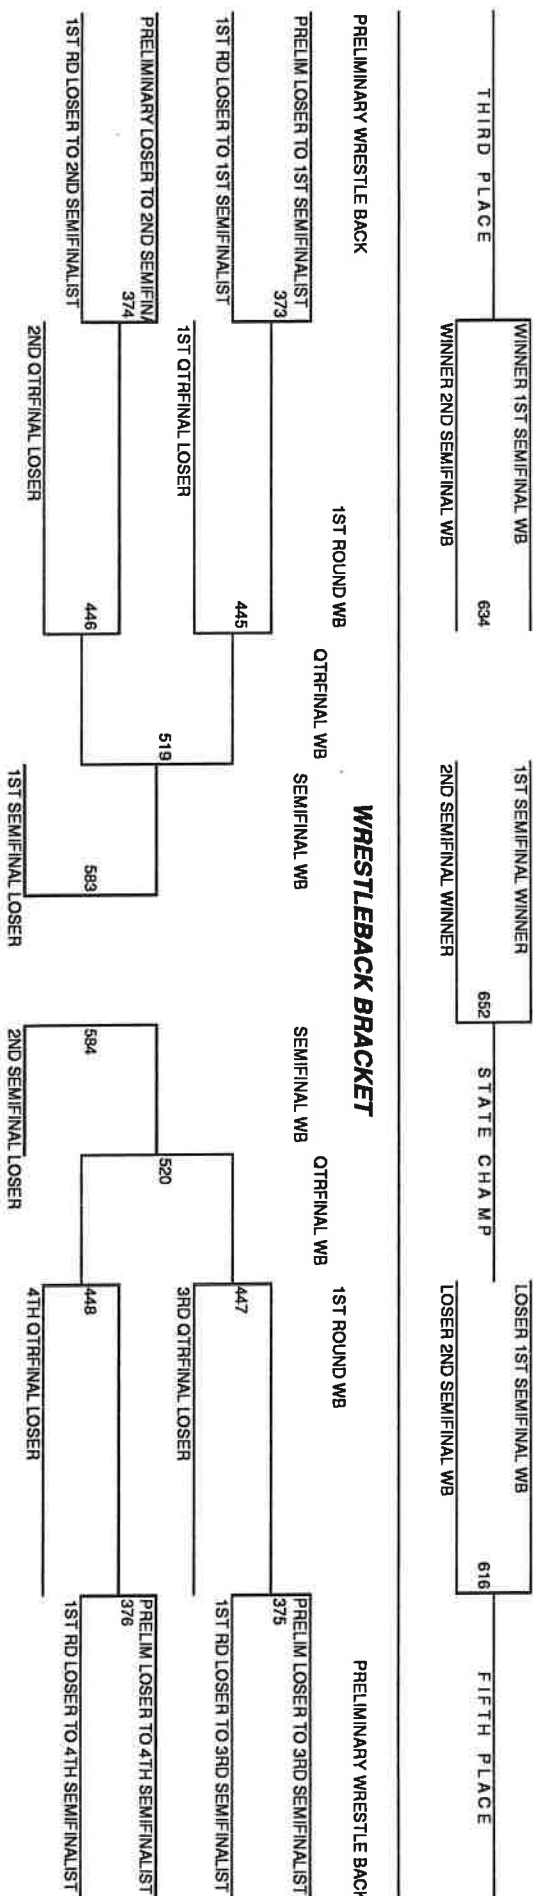 THIRD PLACE
WINNER 1ST SEMIFINAL WB
WINNER 2ND SEMIFINAL WB
634
1ST SEMIFINAL WINNER
2ND SEMIFINAL WINNER
652
STATE CHAMP
LOSER 1ST SEMIFINAL WB
LOSER 2ND SEMIFINAL WB
616
FIFTH PLACE
WRESTLEBACK BRACKET
PRELIMINARY WRESTLE BACK
1ST ROUND WB
QTRFINAL WB
SEMIFINAL WB
SEMIFINAL WB
QTRFINAL WB
1ST ROUND WB
PRELIMINARY WRESTLE BACK
PRELIM LOSER TO 1ST SEMIFINALIST
373
1ST RD LOSER TO 1ST SEMIFINALIST
445
1ST QTRFINAL LOSER
519
PRELIMINARY LOSER TO 2ND SEMIFINA
374
1ST RD LOSER TO 2ND SEMIFINALIST
446
2ND QTRFINAL LOSER
583
1ST SEMIFINAL LOSER
584
2ND SEMIFINAL LOSER
520
PRELIM LOSER TO 3RD SEMIFINALIST
375
1ST RD LOSER TO 3RD SEMIFINALIST
447
3RD QTRFINAL LOSER
PRELIM LOSER TO 4TH SEMIFINALIST
376
1ST RD LOSER TO 4TH SEMIFINALIST
448
4TH QTRFINAL LOSER